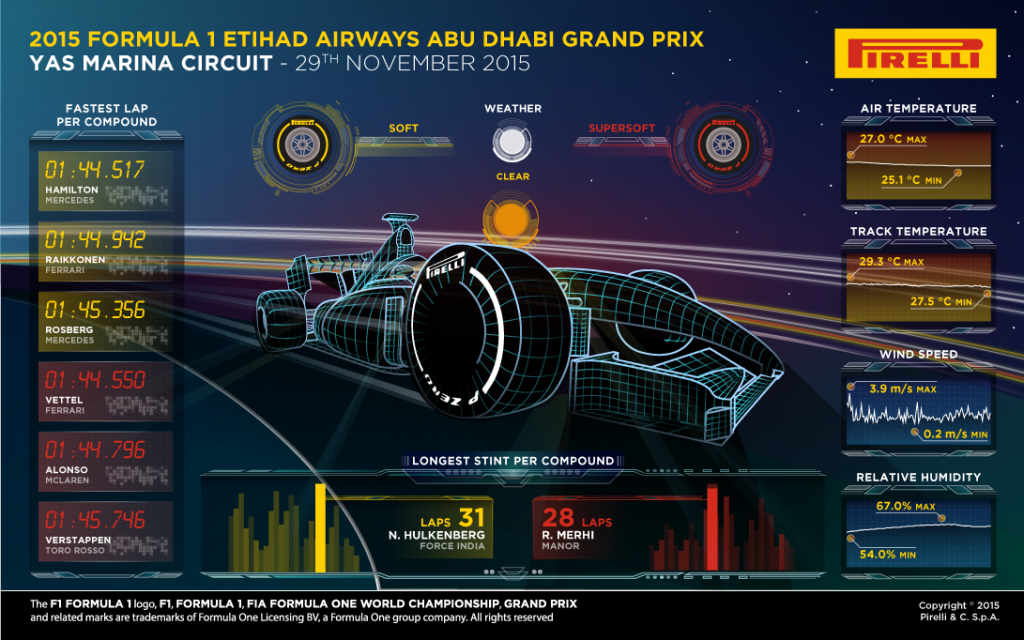 2015 FORMULA 1 ETIHAD AIRWAYS ABU DHABI GRAND PRIX
YAS MARINA CIRCUIT - 29TH NOVEMBER 2015
PIRELLI
FASTEST LAP
PER COMPOUND
01:44.517
HAMILTON
MERCEDES
01:44.942
RAIKKONEN
FERRARI
01:45.356
ROSBERG
MERCEDES
01:44.550
VETTEL
FERRARI
01:44.796
ALONSO
MCLAREN
01:45.746
VERSTAPPEN
TORO ROSSO
PIRELLI
P ZERO
SOFT
WEATHER
CLEAR
SUPERSOFT
PIRELLI
P ZERO
PIRELLI
P ZERO
AIR TEMPERATURE
27.0 °C MAX
25.1 °C MIN
TRACK TEMPERATURE
29.3 °C MAX
27.5 °C MIN
WIND SPEED
3.9 m/s MAX
0.2 m/s MIN
RELATIVE HUMIDITY
67.0% MAX
54.0% MIN
LONGEST STINT PER COMPOUND
LAPS 31
N. HULKENBERG
FORCE INDIA
28 LAPS
R. MERHI
MANOR
The F1 FORMULA 1 logo, F1, FORMULA 1, FIA FORMULA ONE WORLD CHAMPIONSHIP, GRAND PRIX
and related marks are trademarks of Formula One Licensing BV, a Formula One group company. All rights reserved
Copyright © 2015
Pirelli & C. S.p.A.